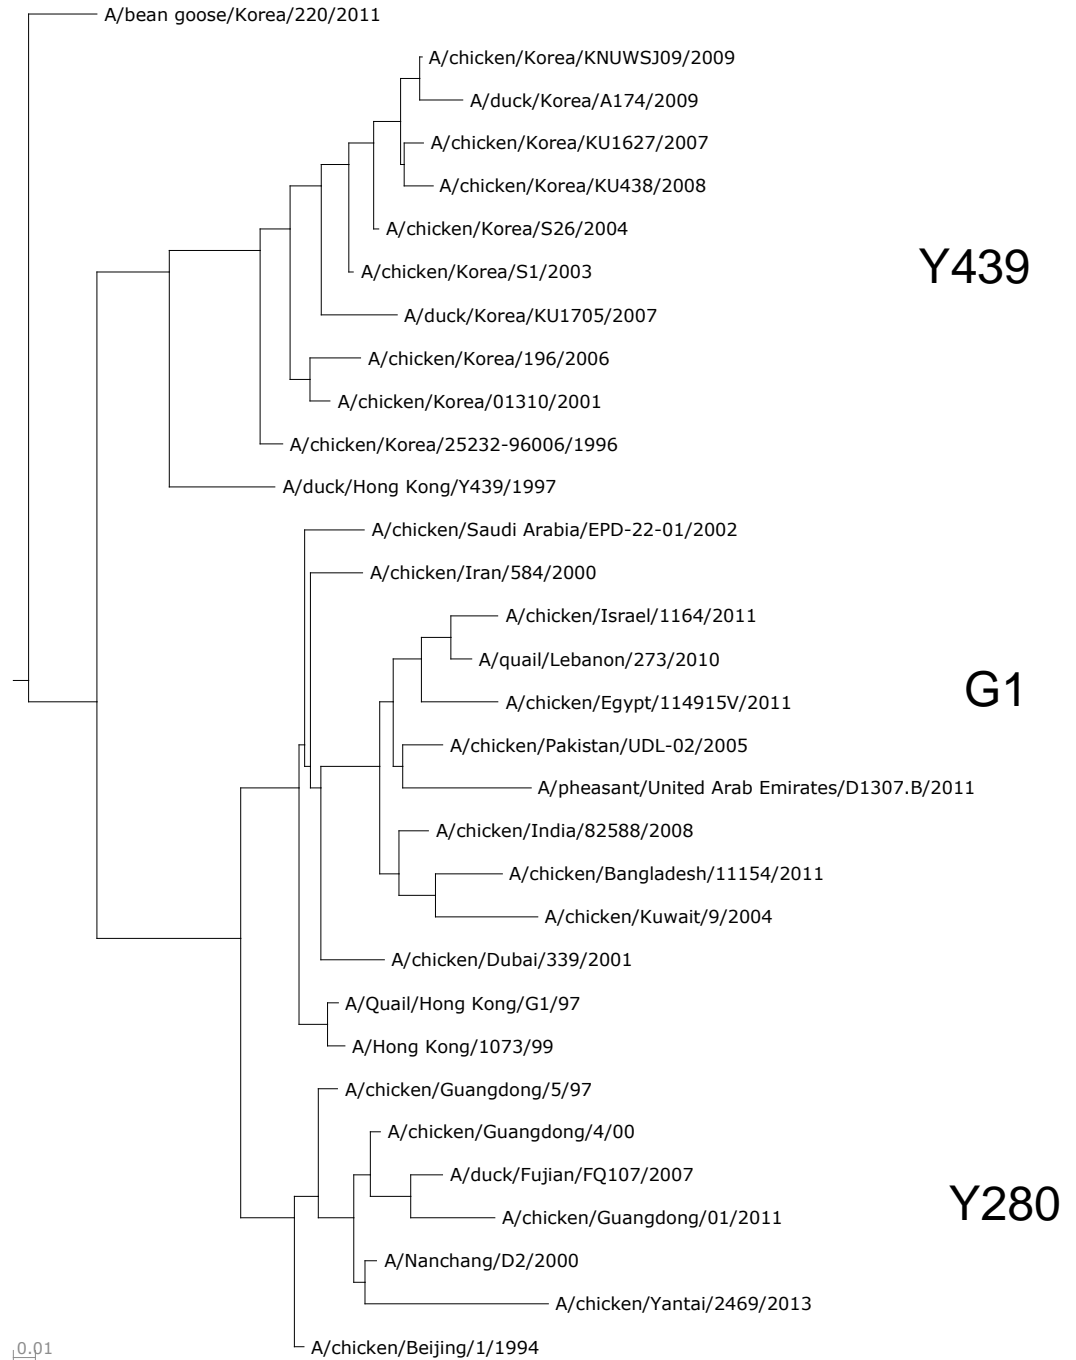 A/bean goose/Korea/220/2011
A/chicken/Korea/KNUWSJ09/2009
A/duck/Korea/A174/2009
A/chicken/Korea/KU1627/2007
A/chicken/Korea/KU438/2008
A/chicken/Korea/S26/2004
Y439
A/chicken/Korea/S1/2003
A/duck/Korea/KU1705/2007
A/chicken/Korea/196/2006
A/chicken/Korea/01310/2001
A/chicken/Korea/25232-96006/1996
A/duck/Hong Kong/Y439/1997
A/chicken/Saudi Arabia/EPD-22-01/2002
A/chicken/Iran/584/2000
A/chicken/Israel/1164/2011
A/quail/Lebanon/273/2010
G1
A/chicken/Egypt/114915V/2011
A/chicken/Pakistan/UDL-02/2005
A/pheasant/United Arab Emirates/D1307.B/2011
A/chicken/India/82588/2008
A/chicken/Bangladesh/11154/2011
A/chicken/Kuwait/9/2004
A/chicken/Dubai/339/2001
A/Quail/Hong Kong/G1/97
A/Hong Kong/1073/99
A/chicken/Guangdong/5/97
A/chicken/Guangdong/4/00
A/duck/Fujian/FQ107/2007
Y280
A/chicken/Guangdong/01/2011
A/Nanchang/D2/2000
A/chicken/Yantai/2469/2013
A/chicken/Beijing/1/1994
0.01